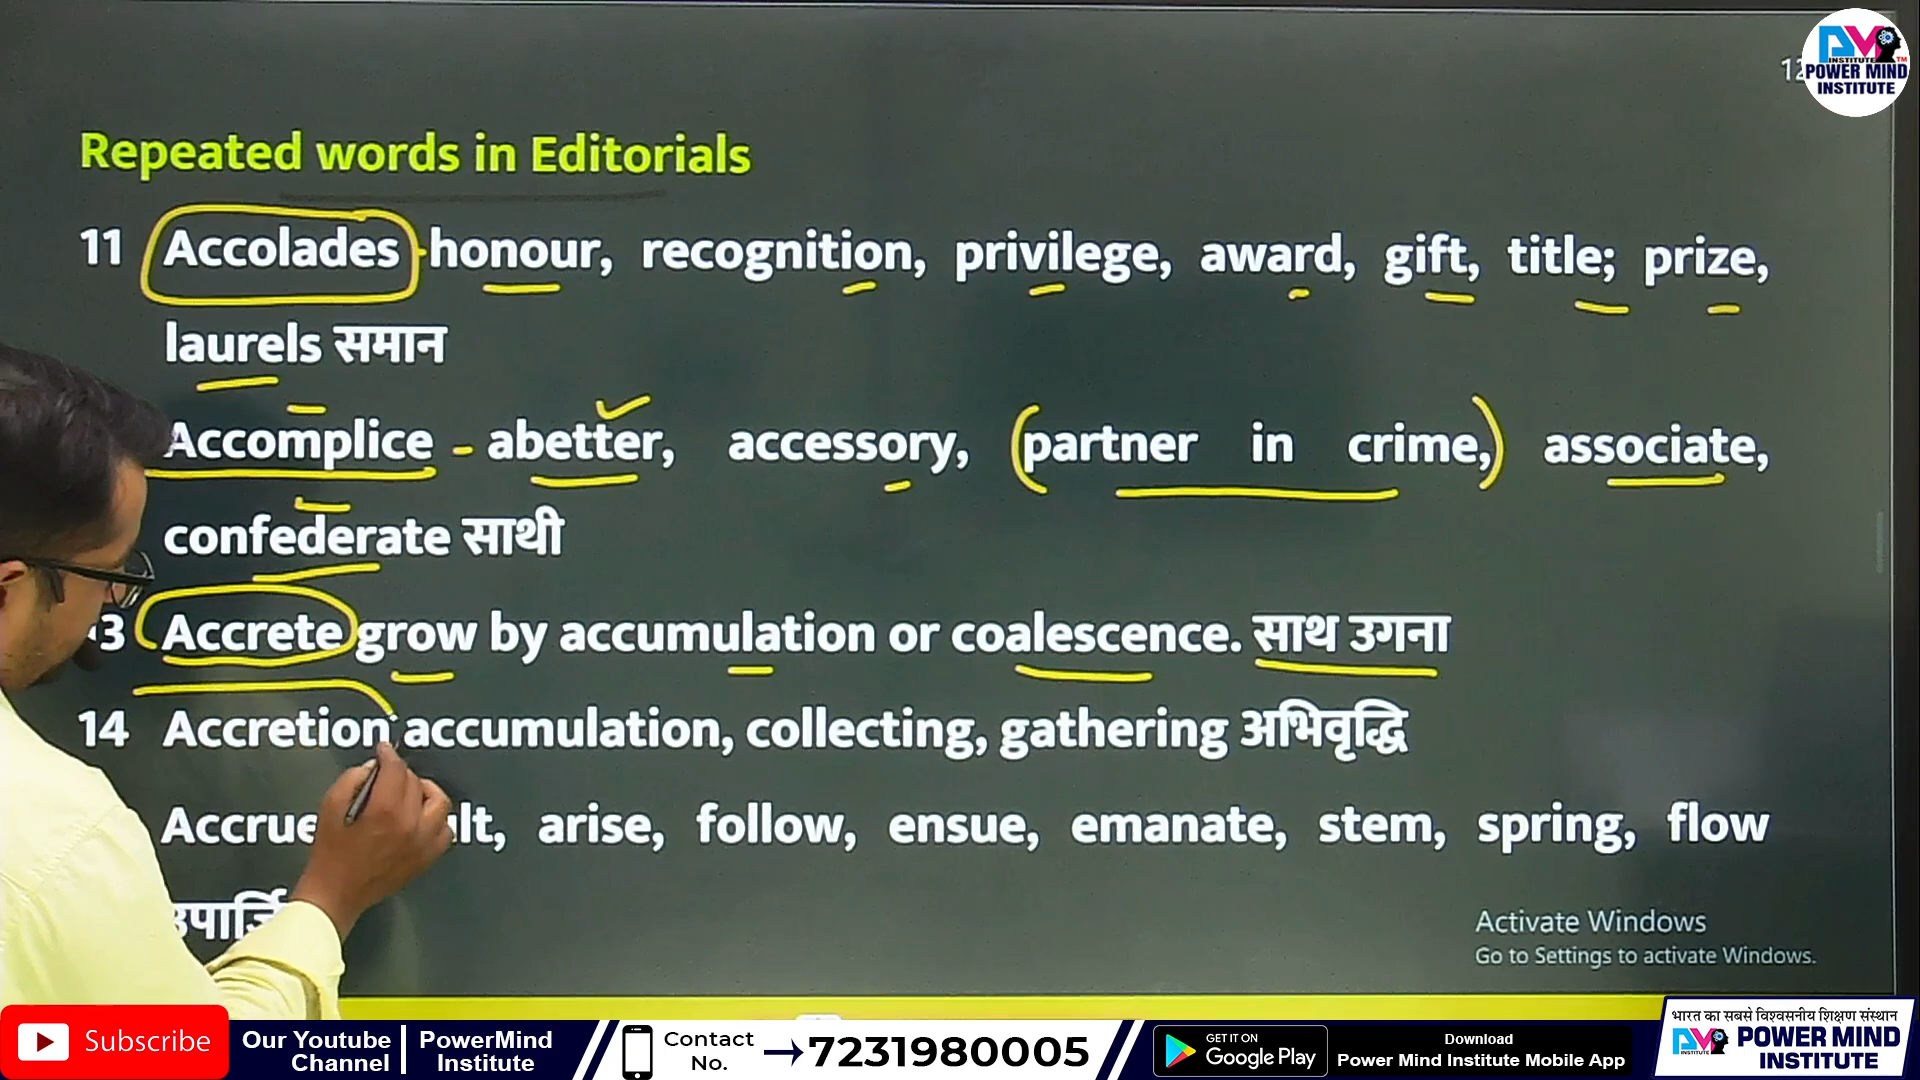 POWER MIND
INSTITUTE
Repeated words in Editorials
11 Accolades honour, recognition, privilege, award, gift, title; prize,
laurels समान
Accomplice - abetter, accessory, (partner in crime,) associate,
confederate साथी
3 Accrete grow by accumulation or coalescence. साथ उगना
14 Accretion accumulation, collecting, gathering अभिवृद्धि
Accrue arise, follow, ensue, emanate, stem, spring, flow
Activate Windows
Go to Settings to activate Windows.
Subscribe
Our Youtube Channel
PowerMind Institute
Contact No. → 7231980005
GET IT ON
Google Play
Download
Power Mind Institute Mobile App
भारत का सबसे विश्वसनीय शिक्षण संस्थान
POWER MIND
INSTITUTE